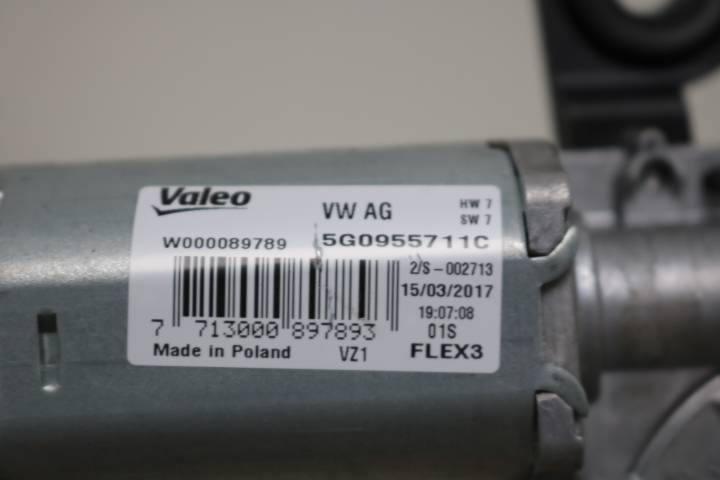 Valeo
VW AG
HW 7
SW 7
W000089789
5G0955711C
2/S-002713
15/03/2017
19:07:08
01S
7 713000 897893
Made in Poland
VZ1
FLEX3